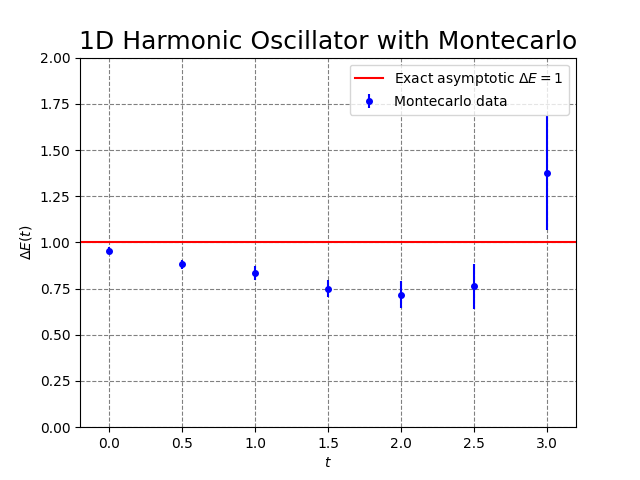 1D Harmonic Oscillator with Montecarlo
2.00
1.75
1.50
1.25
1.00
0.75
0.50
0.25
0.00
ΔE(t)
Exact asymptotic ΔE = 1
Montecarlo data
0.0 0.5 1.0 1.5 2.0 2.5 3.0
t